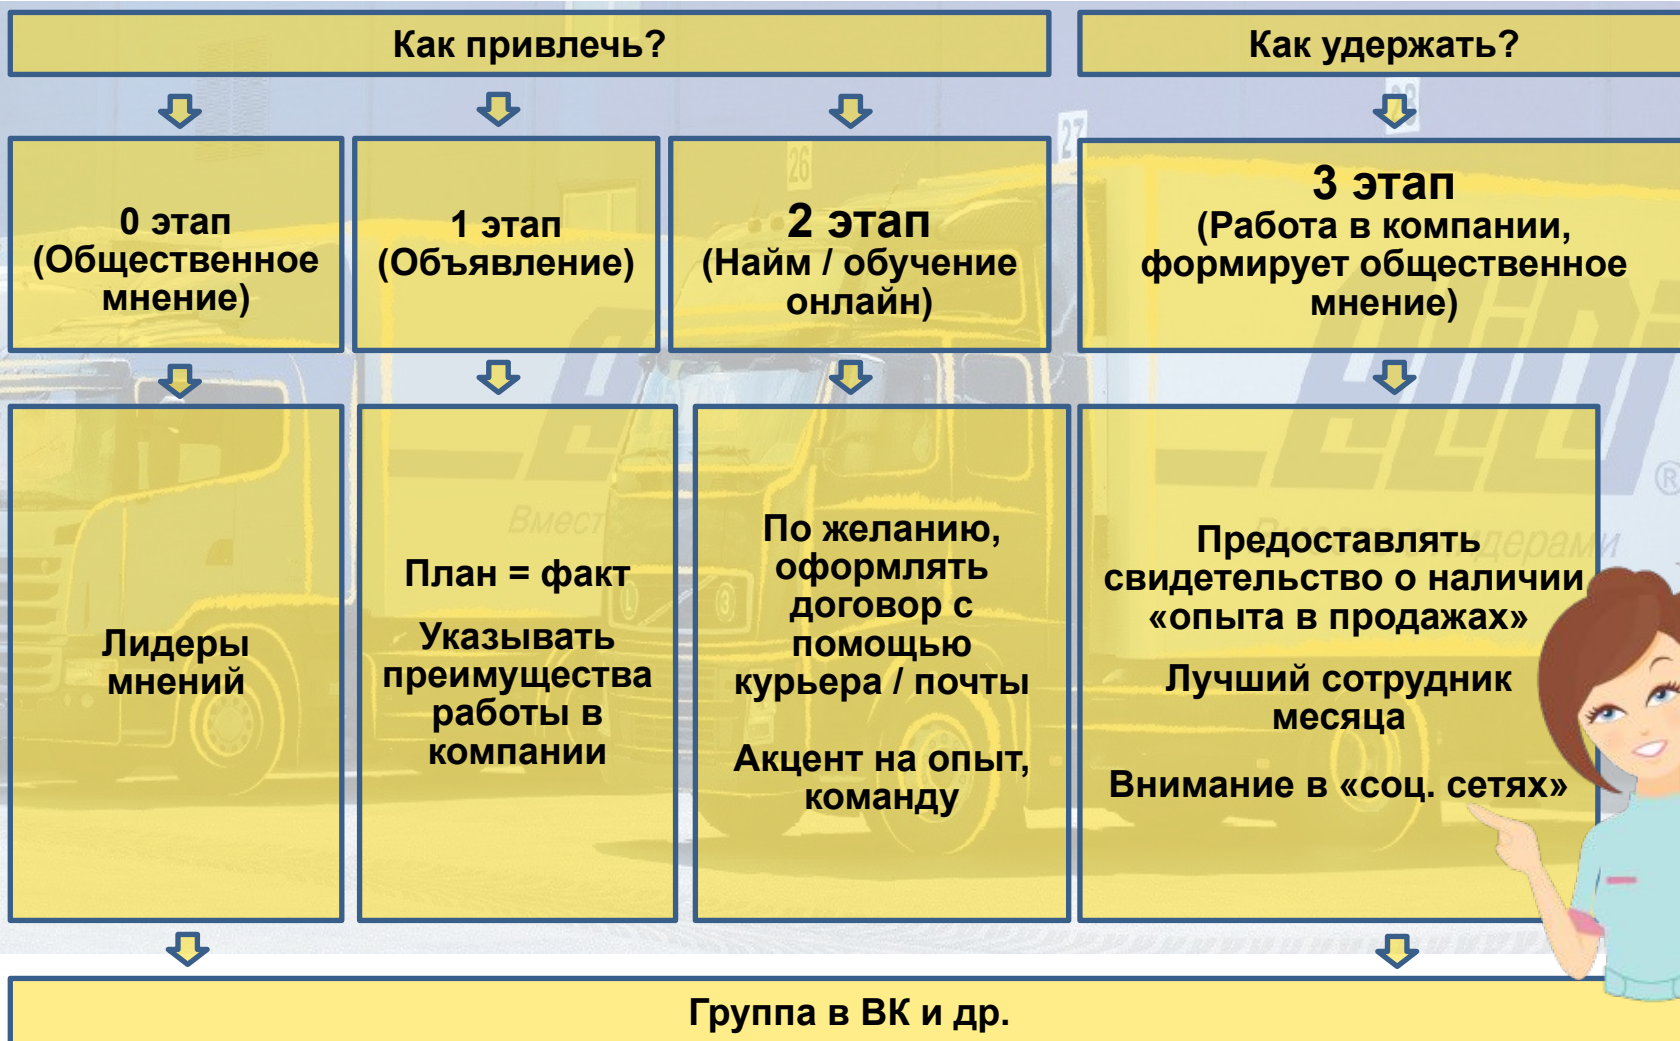 Как привлечь?
Как удержать?
0 этап
(Общественное
мнение)
1 этап
(Объявление)
2 этап
(Найм / обучение
онлайн)
3 этап
(Работа в компании,
формирует общественное
мнение)
26
27
Лидеры
мнений
План = факт
Указывать
преимущества
работы в
компании
По желанию,
оформлять
договор с
помощью
курьера / почты
Акцент на опыт,
команду
Предоставлять
свидетельство о наличии
«опыта в продажах»
Лучший сотрудник
месяца
Внимание в «соц. сетях»
Группа в ВК и др.